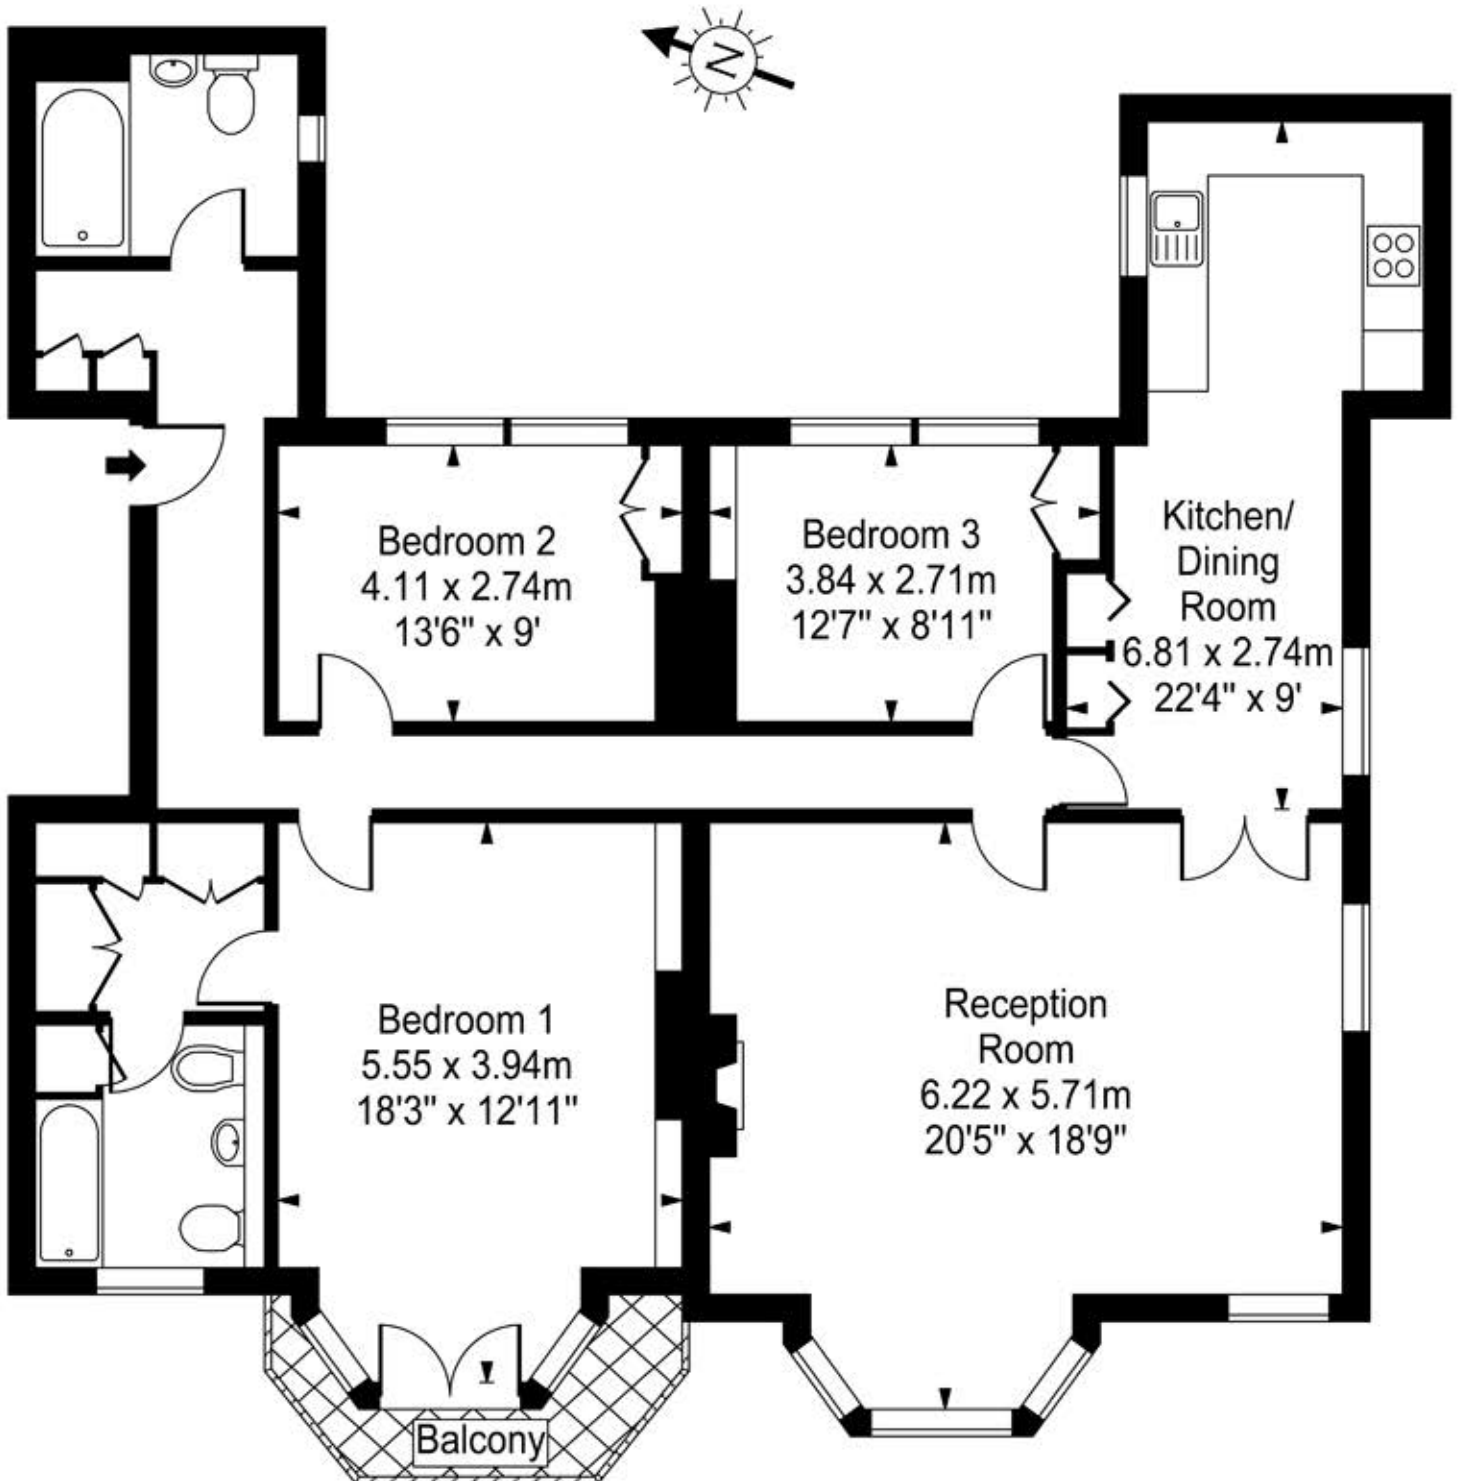 N
Bedroom 2
4.11 x 2.74m
13'6" x 9'
Bedroom 3
3.84 x 2.71m
12'7" x 8'11"
Kitchen/
Dining
Room
6.81 x 2.74m
22'4" x 9'
Bedroom 1
5.55 x 3.94m
18'3" x 12'11"
Reception
Room
6.22 x 5.71m
20'5" x 18'9"
Balcony